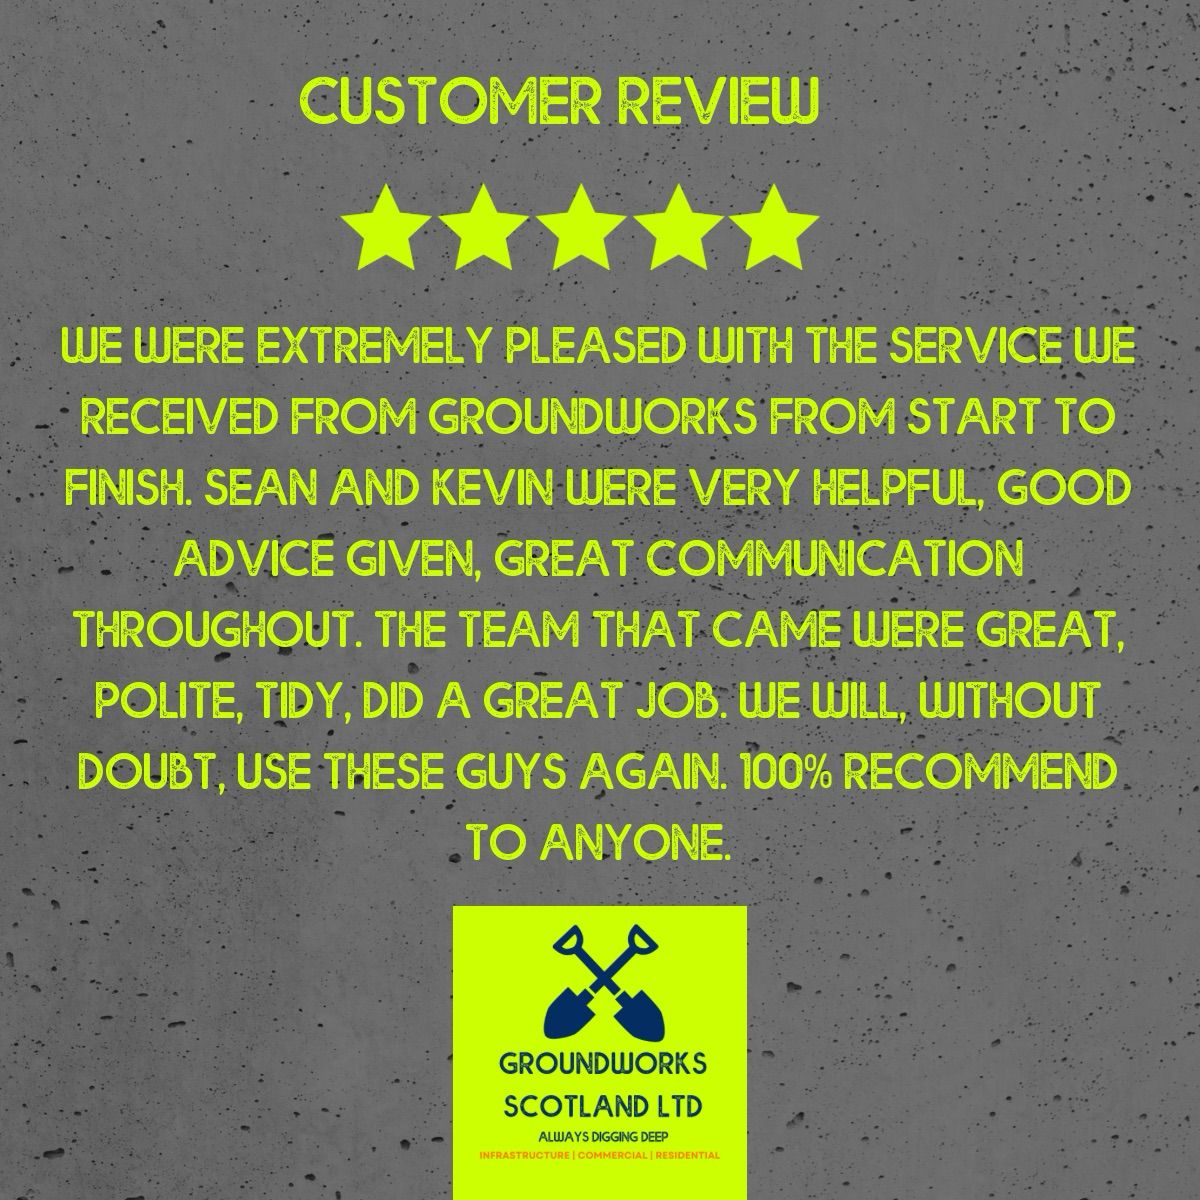 CUSTOMER REVIEW
WE WERE EXTREMELY PLEASED WITH THE SERVICE WE
RECEIVED FROM GROUNDWORKS FROM START TO
FINISH. SEAN AND KEVIN WERE VERY HELPFUL, GOOD
ADVICE GIVEN, GREAT COMMUNICATION
THROUGHOUT. THE TEAM THAT CAME WERE GREAT,
POLITE, TIDY, DID A GREAT JOB. WE WILL, WITHOUT
DOUBT, USE THESE GUYS AGAIN. 100% RECOMMEND
TO ANYONE.
GROUNDWORKS
SCOTLAND LTD
ALWAYS DIGGING DEEP
INFRASTRUCTURE | COMMERCIAL | RESIDENTIAL